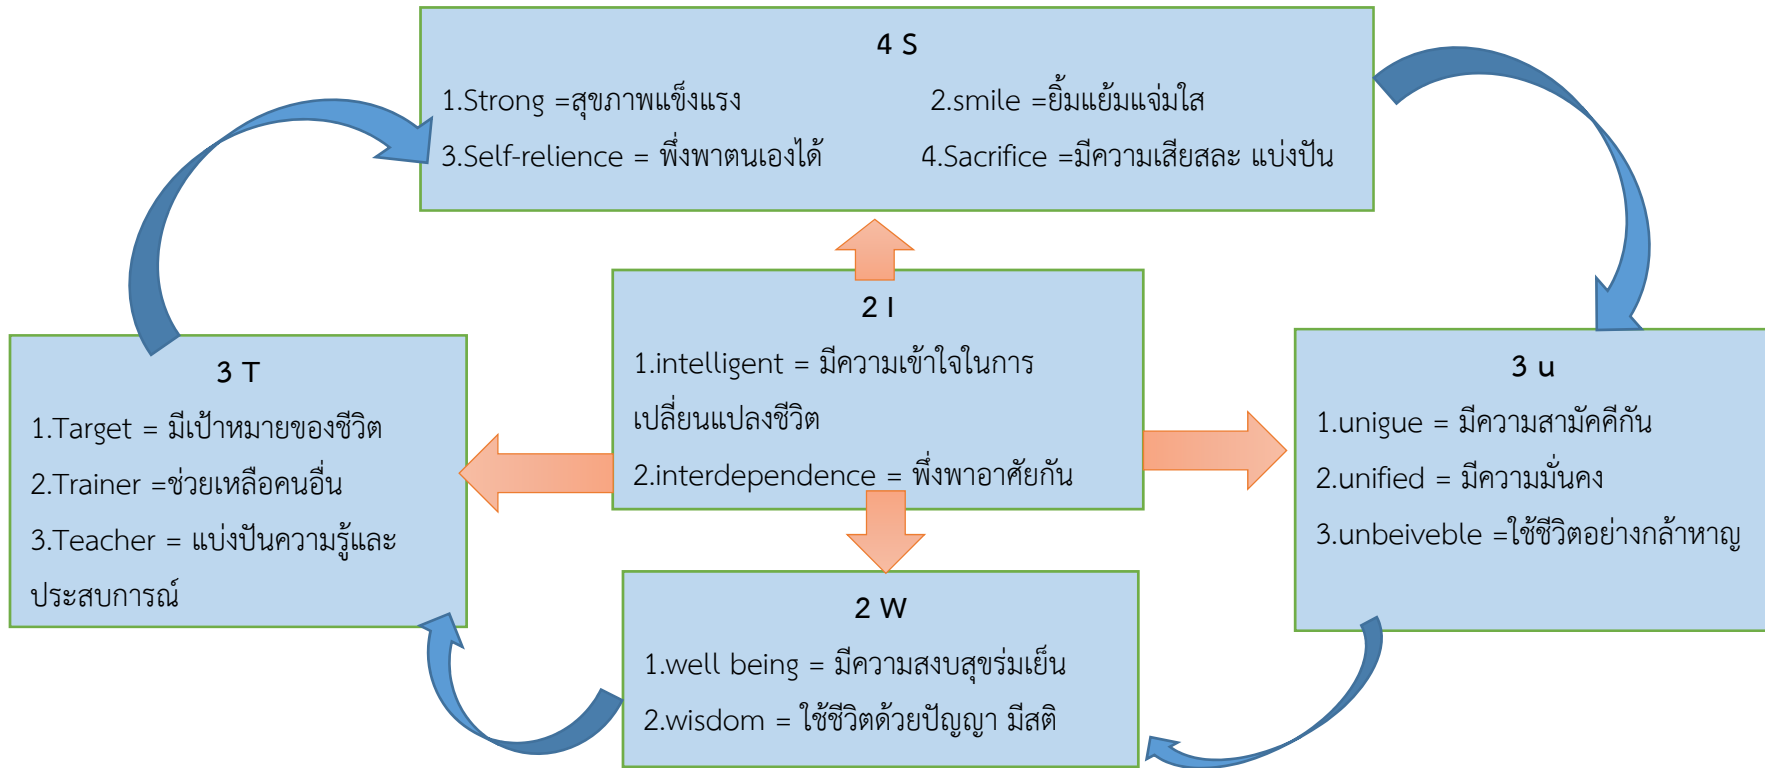 4 S
1.Strong =สุขภาพแข็งแรง 2.smile =ยิ้มแย้มแจ่มใส
3.Self-relience = พึ่งพาตนเองได้ 4.Sacrifice =มีความเสียสละ แบ่งปัน
2 I
1.intelligent = มีความเข้าใจในการ
เปลี่ยนแปลงชีวิต
2.interdependence = พึ่งพาอาศัยกัน
3 T
1.Target = มีเป้าหมายของชีวิต
2.Trainer =ช่วยเหลือคนอื่น
3.Teacher = แบ่งปันความรู้และ
ประสบการณ์
3 u
1.unigue = มีความสามัคคีกัน
2.unified = มีความมั่นคง
3.unbeiveble =ใช้ชีวิตอย่างกล้าหาญ
2 W
1.well being = มีความสงบสุขร่มเย็น
2.wisdom = ใช้ชีวิตด้วยปัญญา มีสติ